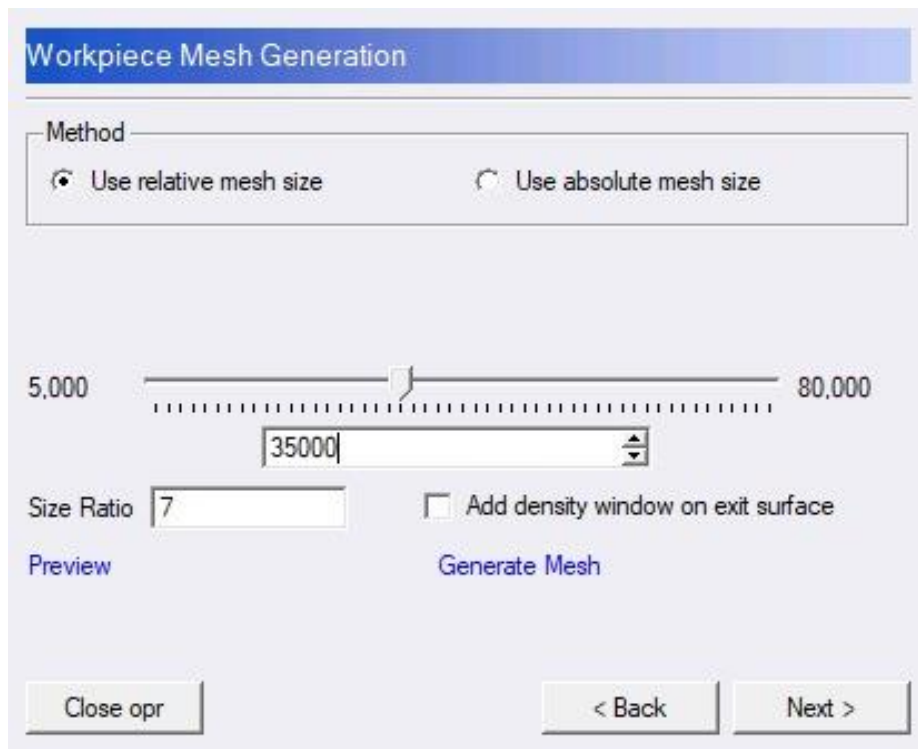 Workpiece Mesh Generation
Method
Use relative mesh size Use absolute mesh size
5,000 80,000
35000
Size Ratio 7 Add density window on exit surface
Preview Generate Mesh
Close opr < Back Next >